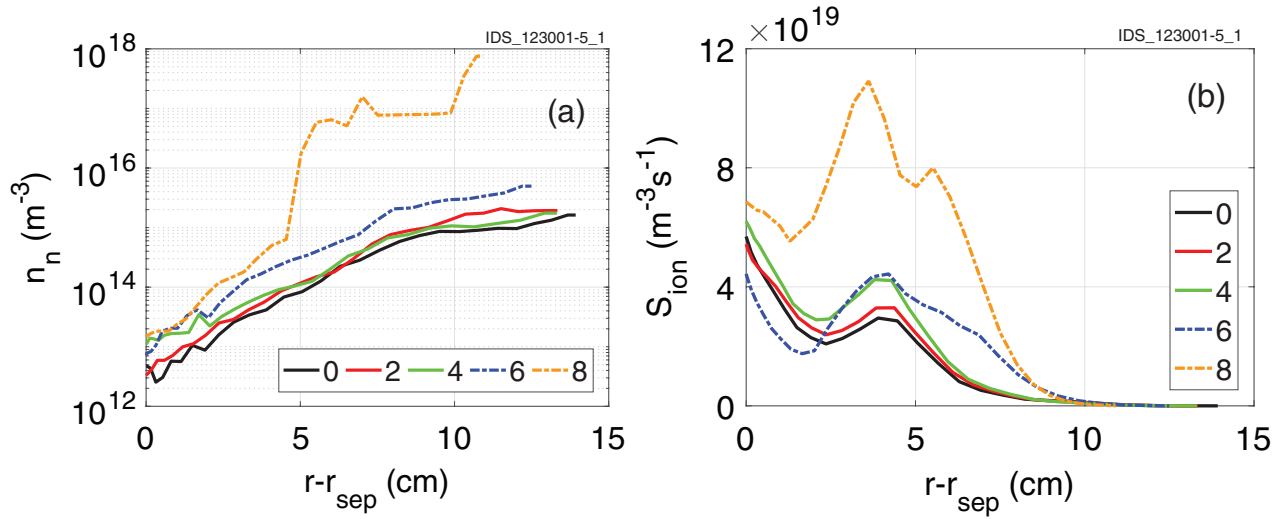 IDS_123001-5_1
(a)
10^18
10^16
10^14
10^12
n_n (m^-3)
0 2 4 6 8
0 5 10 15
r-r_sep (cm)
×10^19
IDS_123001-5_1
(b)
12
8
4
0
S_ion (m^-3s^-1)
0
2
4
6
8
0 5 10 15
r-r_sep (cm)